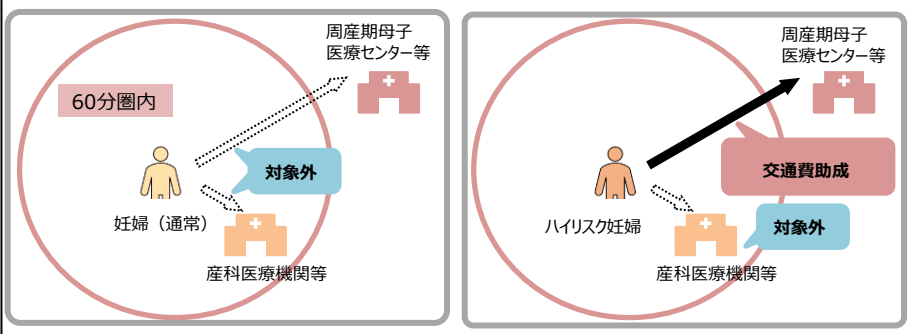 周産期母子
医療センター等
60分圏内
対象外
妊婦（通常）
産科医療機関等
周産期母子
医療センター等
交通費助成
ハイリスク妊婦
対象外
産科医療機関等